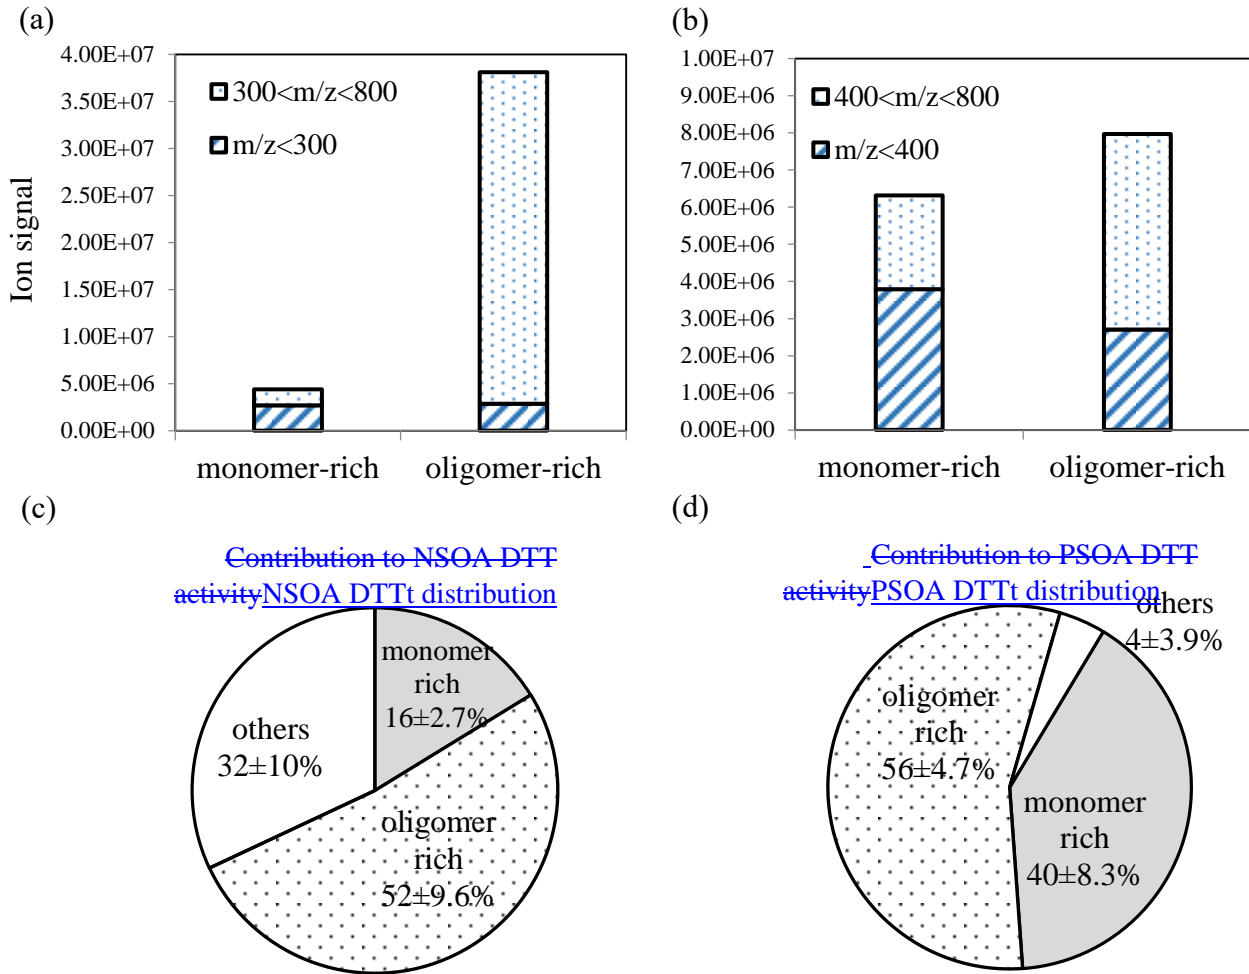 (a)
4.00E+07
3.50E+07
3.00E+07
2.50E+07
2.00E+07
1.50E+07
1.00E+07
5.00E+06
0.00E+00
Ion signal
300<m/z<800
m/z<300
monomer-rich
oligomer-rich
(b)
1.00E+07
9.00E+06
8.00E+06
7.00E+06
6.00E+06
5.00E+06
4.00E+06
3.00E+06
2.00E+06
1.00E+06
0.00E+00
400<m/z<800
m/z<400
monomer-rich
oligomer-rich
(c)
Contribution to NSOA DTT
activityNSOA DTTt distribution
monomer
rich
16±2.7%
others
32±10%
oligomer
rich
52±9.6%
(d)
Contribution to PSOA DTT
activityPSOA DTTt distribution
others
4±3.9%
oligomer
rich
56±4.7%
monomer
rich
40±8.3%